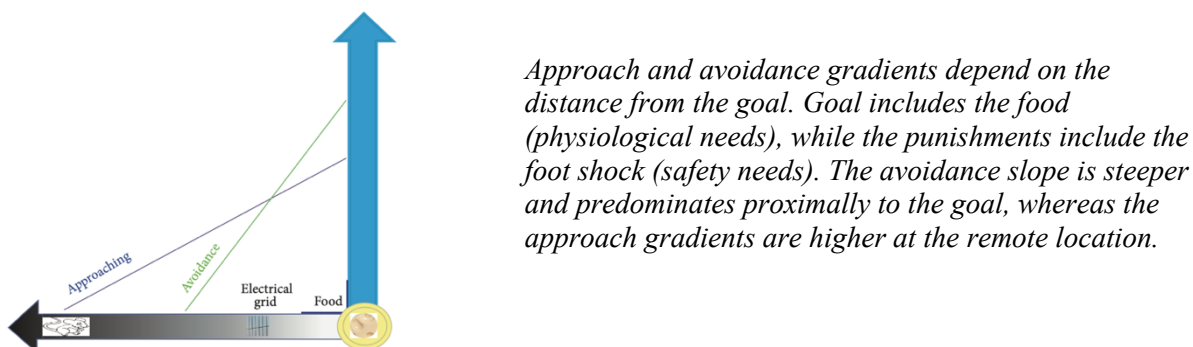 Approaching
Avoidance
Electrical
grid
Food
Approach and avoidance gradients depend on the
distance from the goal. Goal includes the food
(physiological needs), while the punishments include the
foot shock (safety needs). The avoidance slope is steeper
and predominates proximally to the goal, whereas the
approach gradients are higher at the remote location.